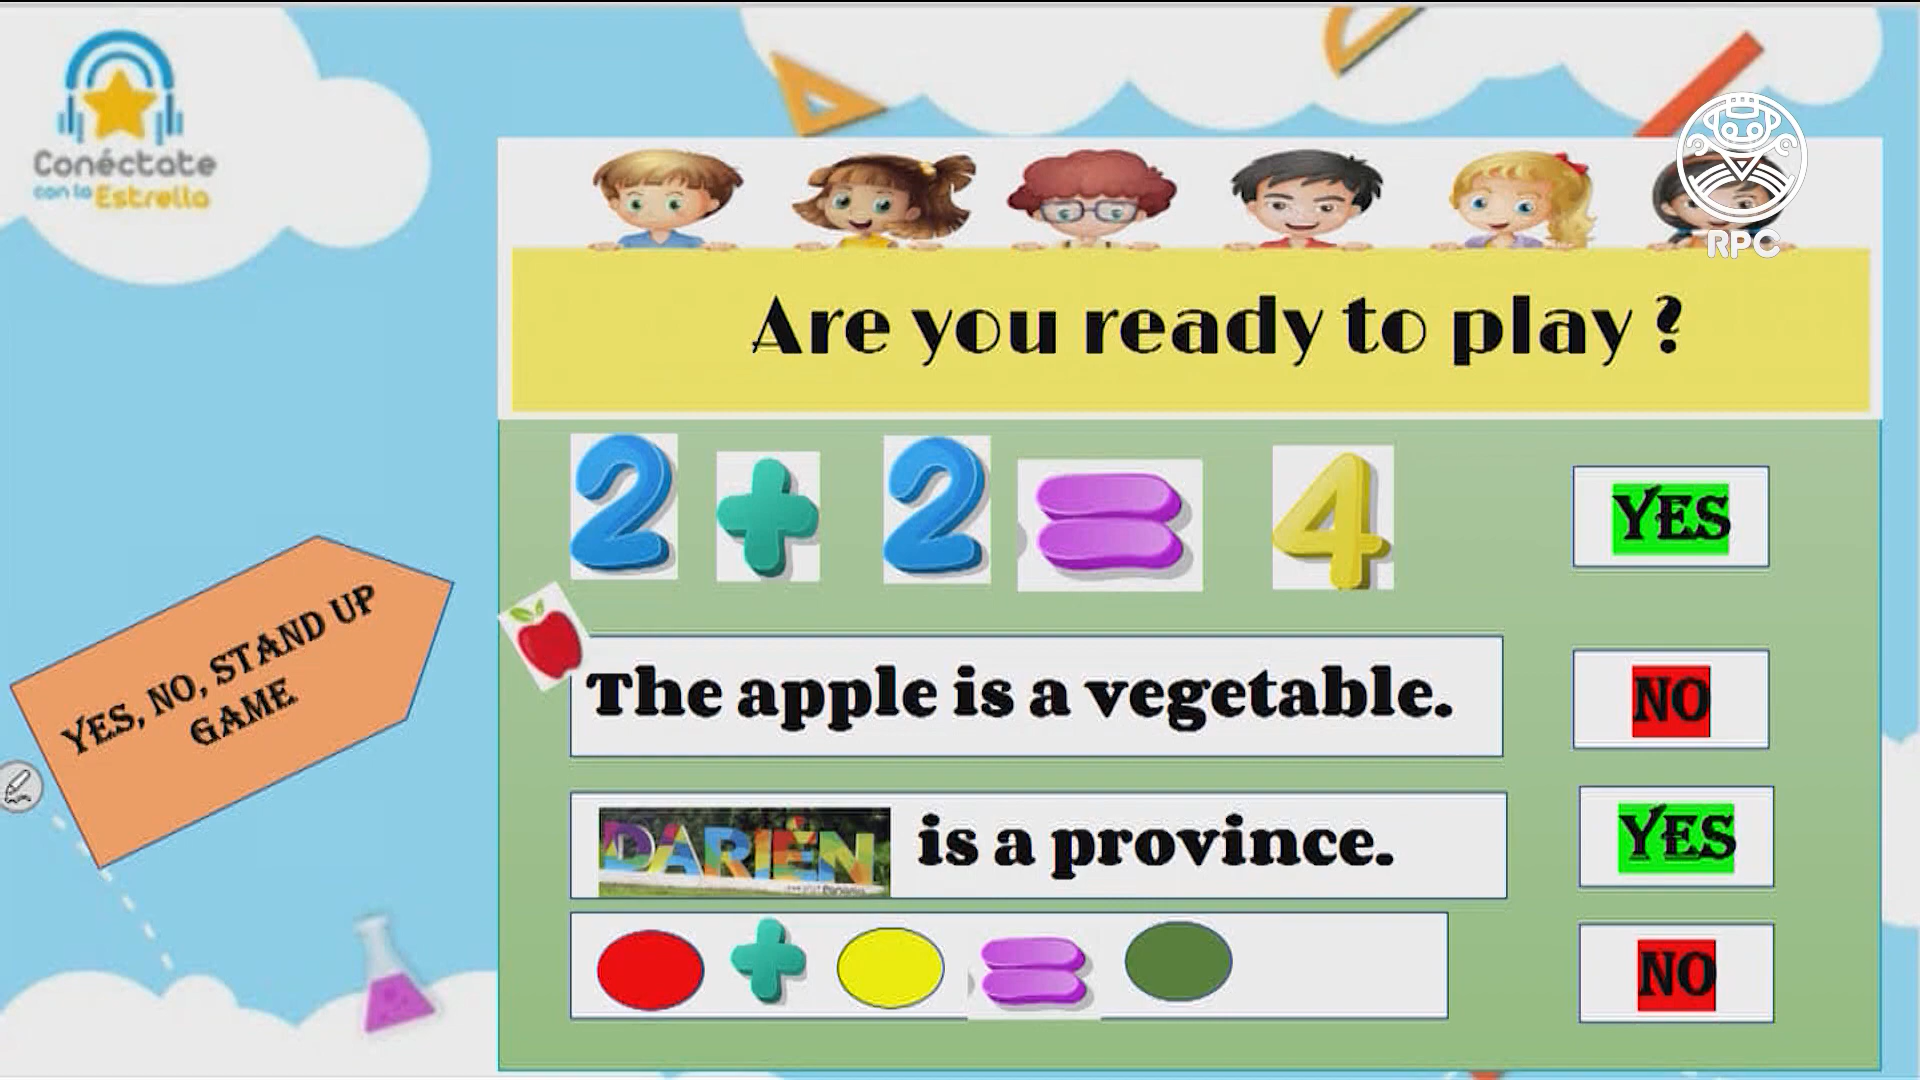 Conéctate
con la Estrella
RPC
Are you ready to play ?
2 + 2 = 4 YES
YES, NO, STAND UP
GAME
The apple is a vegetable. NO
DARIÉN is a province. YES
+ = NO